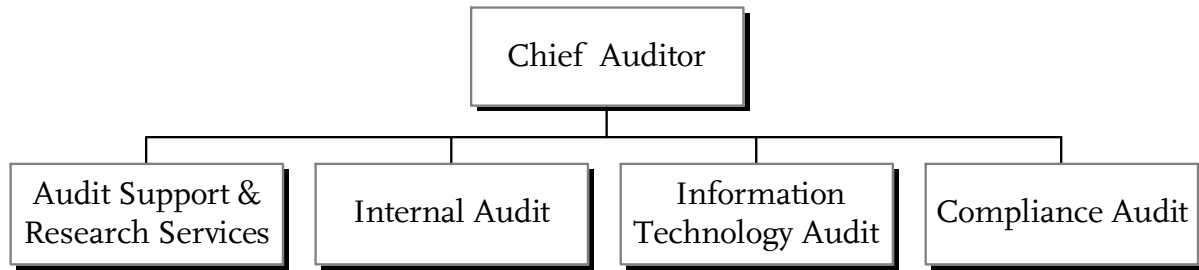 Chief Auditor
Audit Support &
Research Services
Internal Audit
Information
Technology Audit
Compliance Audit